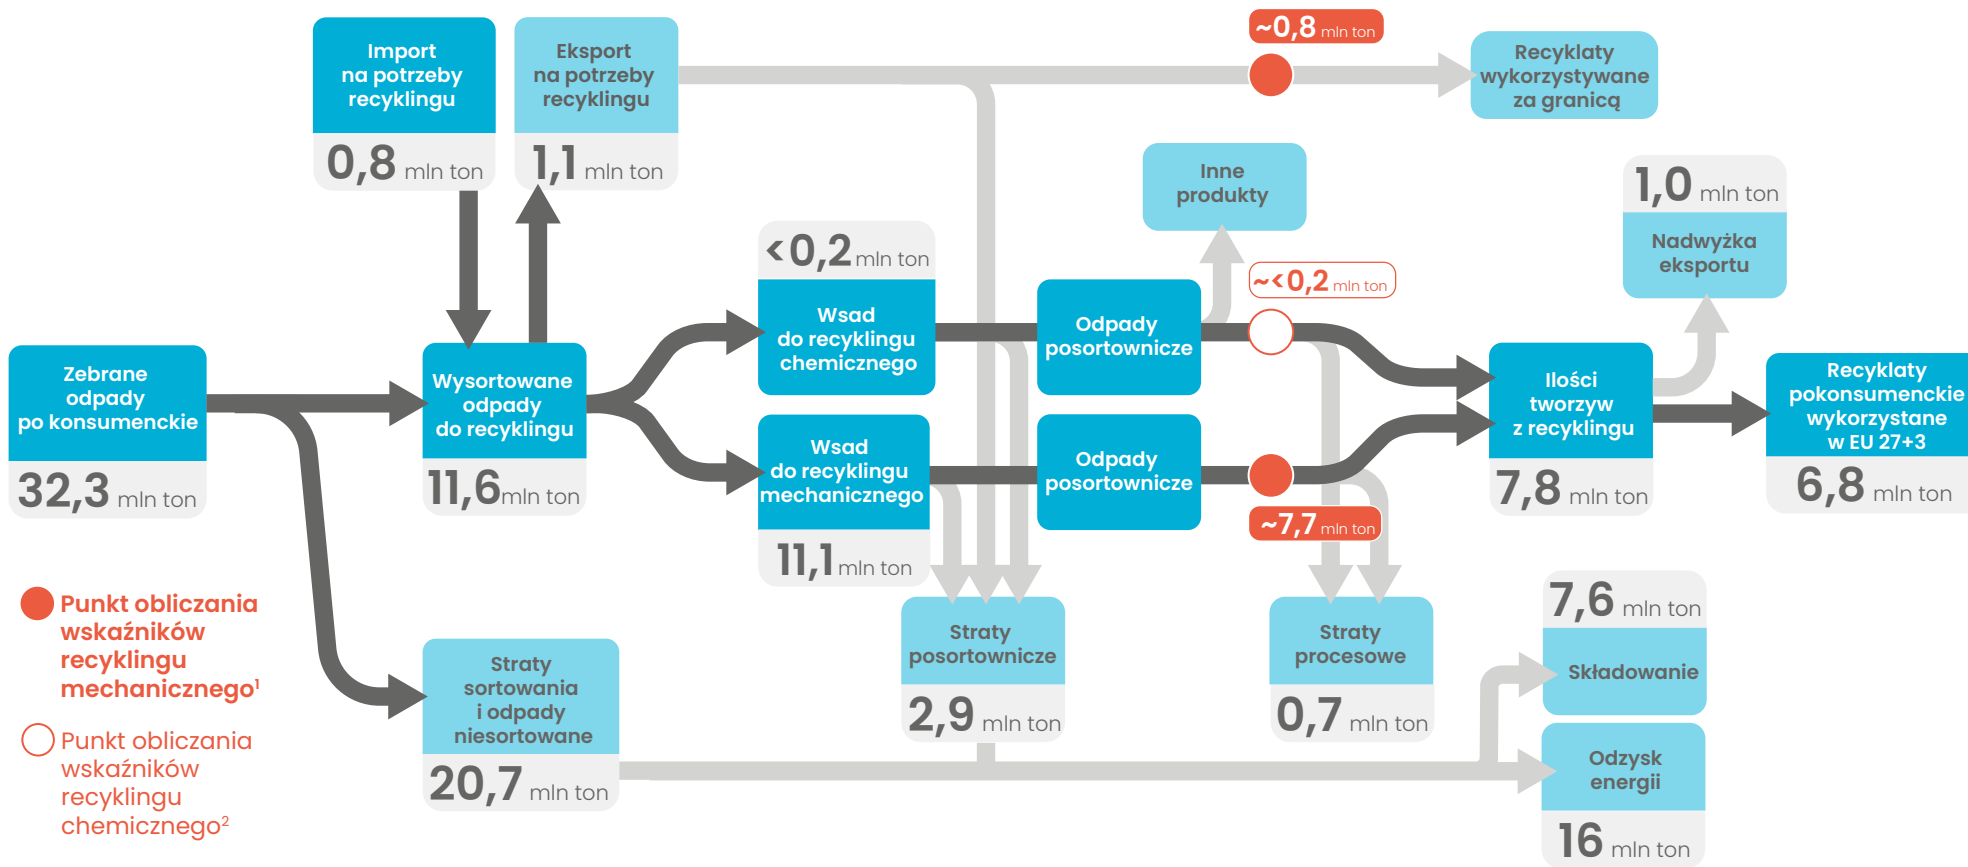 Import
na potrzeby
recyklingu
0,8 mln ton
Eksport
na potrzeby
recyklingu
1,1 mln ton
~0,8 mln ton
Recyklaty
wykorzystywane
za granicą
Inne
produkty
1,0 mln ton
Nadwyżka
eksportu
<0,2 mln ton
Wsad
do recyklingu
chemicznego
Odpady
posortownicze
~<0,2 mln ton
Zebrane
odpady
po konsumenckie
32,3 mln ton
Wysortowane
odpady
do recyklingu
11,6 mln ton
Wsad
do recyklingu
mechanicznego
11,1 mln ton
Odpady
posortownicze
~7,7 mln ton
Ilości
tworzyw
z recyklingu
7,8 mln ton
Recyklaty
pokonsumenckie
wykorzystane
w EU 27+3
6,8 mln ton
Punkt obliczania
wskaźników
recyklingu
mechanicznego¹
Punkt obliczania
wskaźników
recyklingu
chemicznego²
Straty
sortowania
i odpady
niesortowane
20,7 mln ton
Straty
posortownicze
2,9 mln ton
Straty
procesowe
0,7 mln ton
7,6 mln ton
Składowanie
Odzysk
energii
16 mln ton